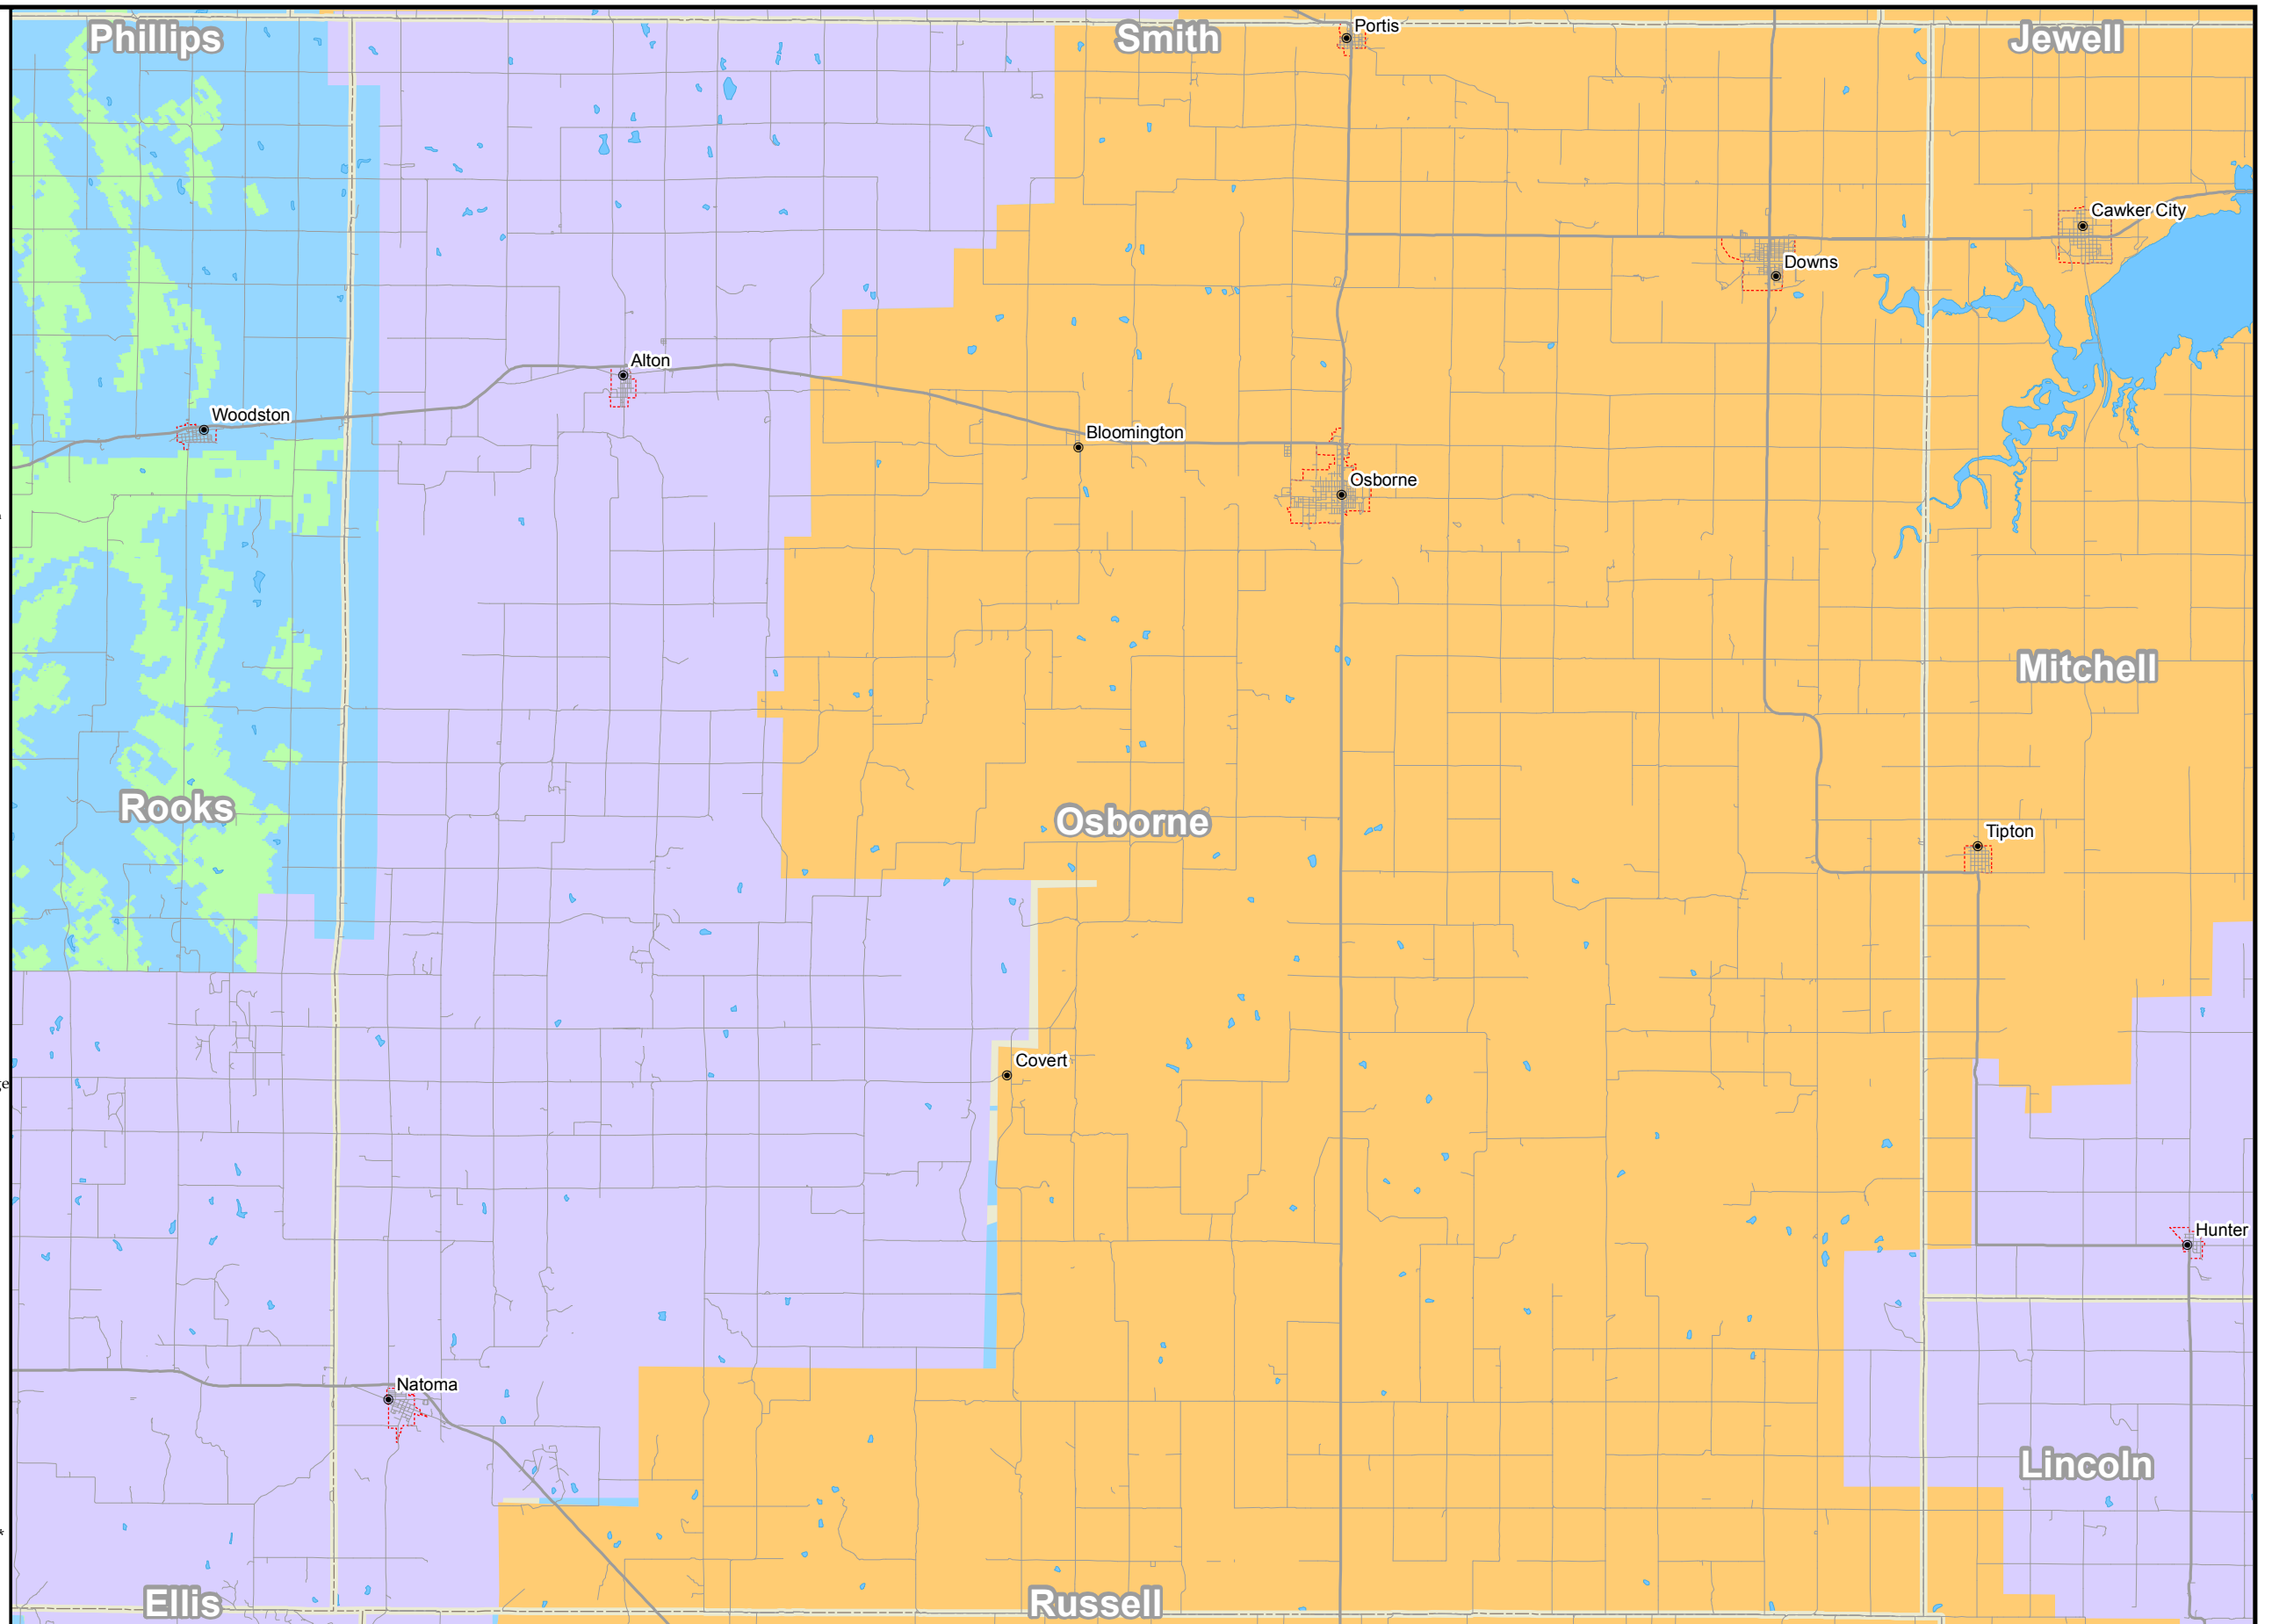 Phillips
Smith
Portis
Jewell
Cawker City
Downs
Alton
Woodston
Bloomington
Osborne
Mitchell
Rooks
Osborne
Tipton
Covert
Hunter
Natoma
Lincoln
Ellis
Russell
*